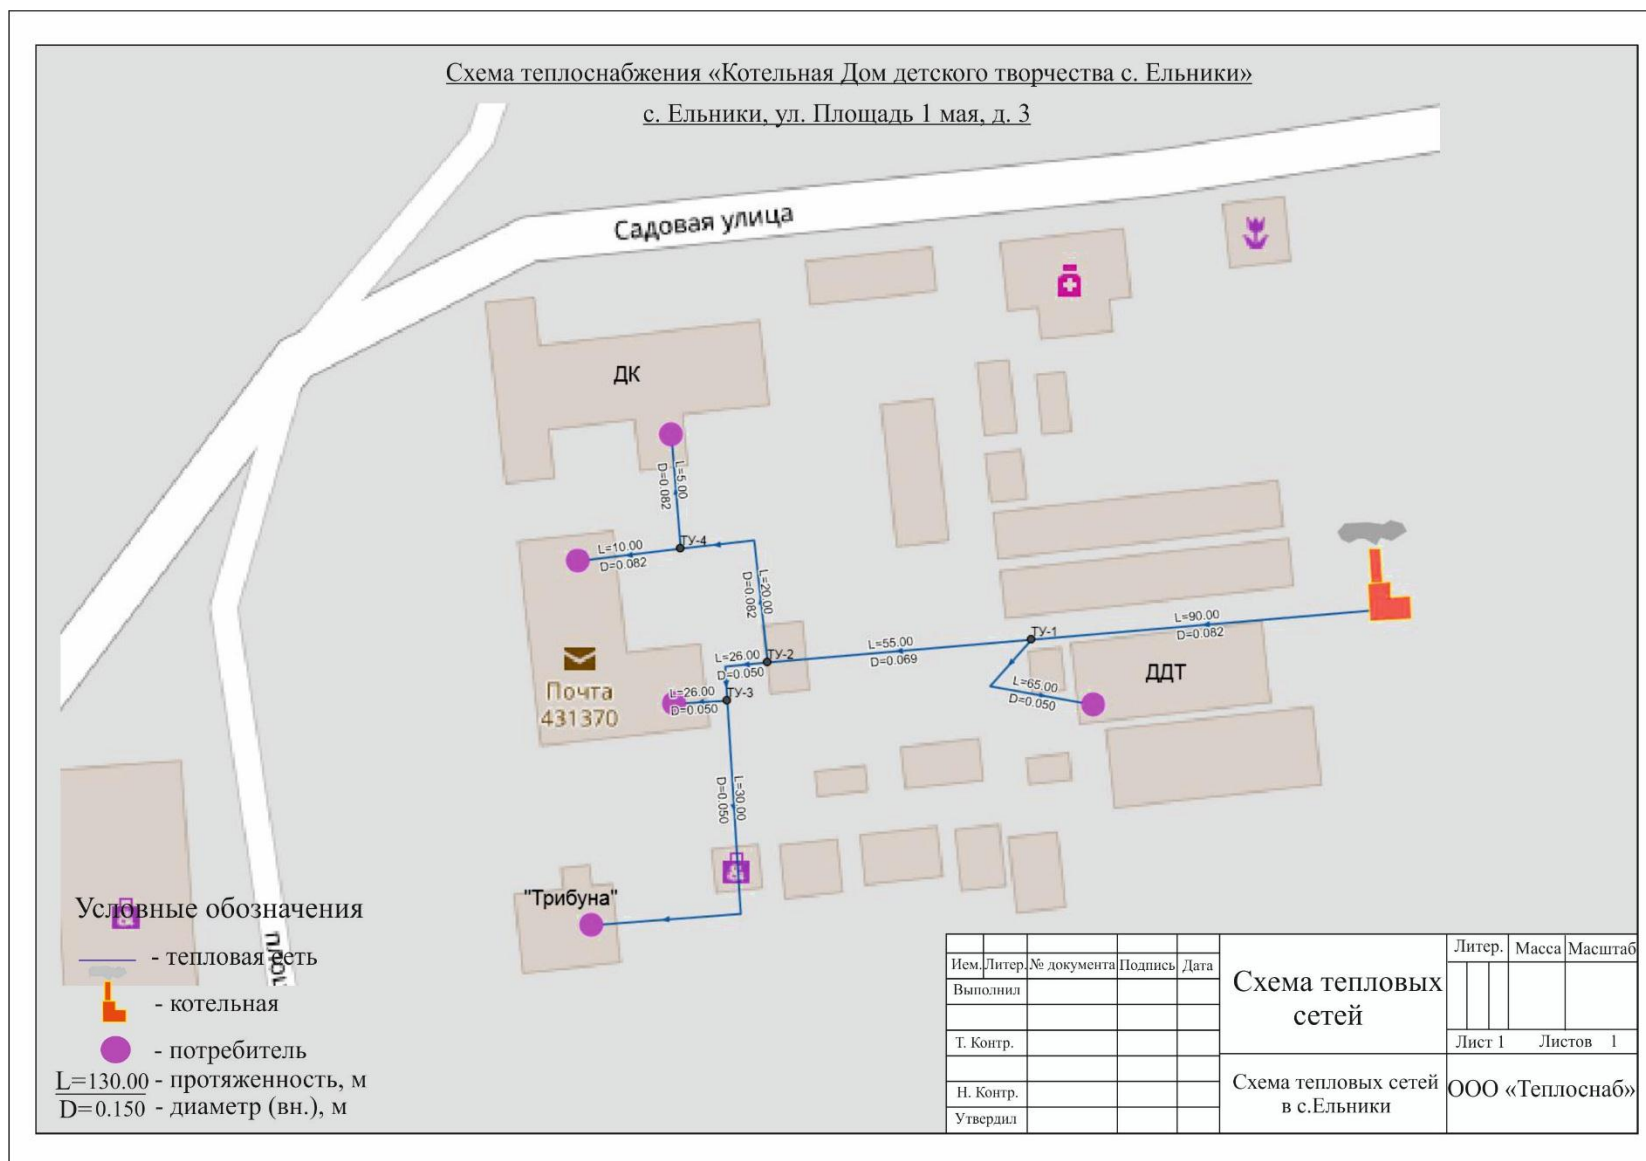 Схема теплоснабжения «Котельная Дом детского творчества с. Ельники»
с. Ельники, ул. Площадь 1 мая, д. 3
Садовая улица
ДК
L=5.00
D=0.082
ТУ-4
L=10.00
D=0.082
L=20.00
D=0.082
ТУ-1
L=90.00
D=0.082
L=55.00
D=0.069
ТУ-2
L=26.00
D=0.050
ДДТ
L=65.00
D=0.050
Почта
431370
L=26.00
D=0.050
ТУ-3
L=30.00
D=0.050
"Трибуна"
Условные обозначения
- тепловая сеть
- котельная
- потребитель
L=130.00 - протяженность, м
D=0.150 - диаметр (вн.), м
Изм. Литер. № документа Подпись Дата
Выполнил
Т. Контр.
Н. Контр.
Утвердил
Схема тепловых
сетей
Литер. Масса Масштаб
Лист 1 Листов 1
Схема тепловых сетей
в с.Ельники
ООО «Теплоснаб»